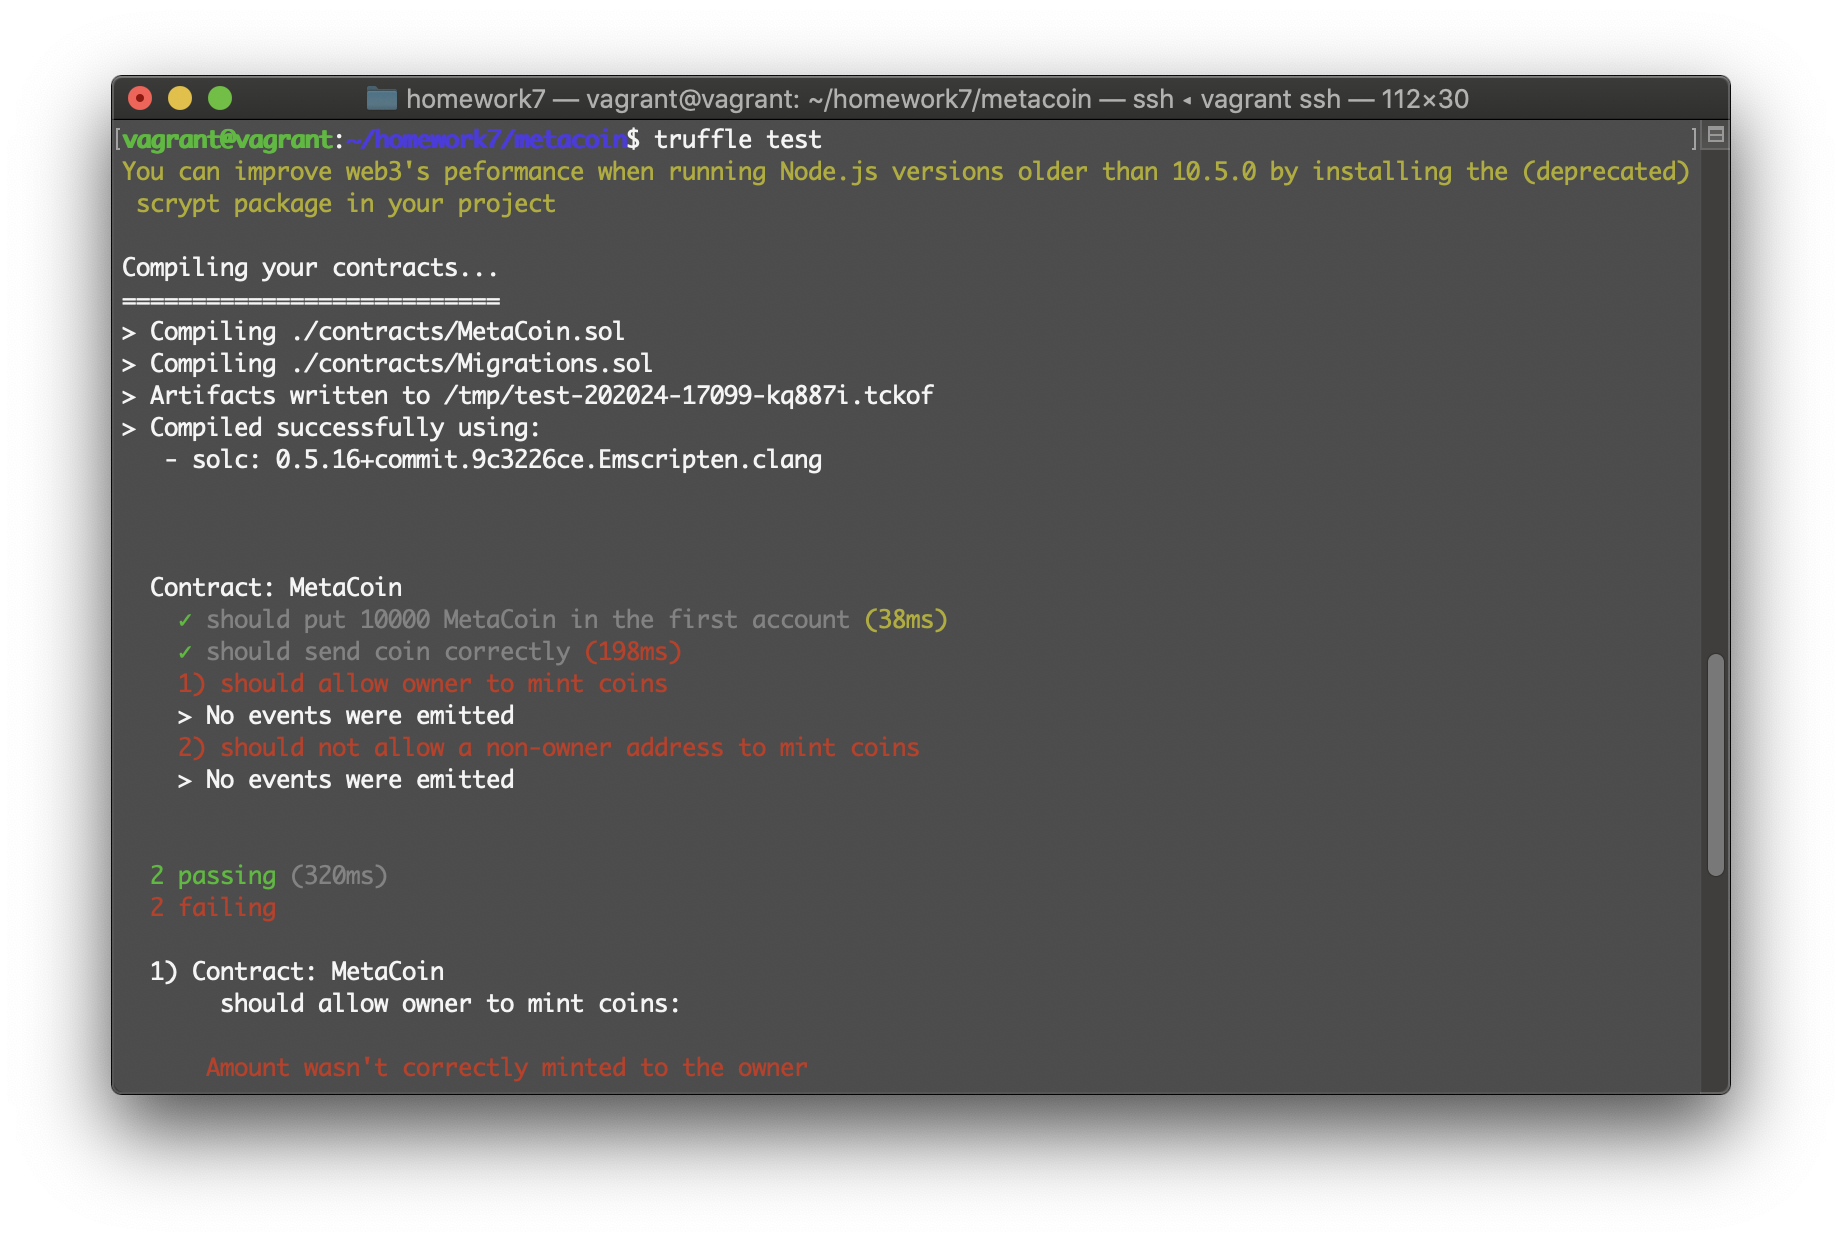 homework7 — vagrant@vagrant: ~/homework7/metacoin — ssh ◂ vagrant ssh — 112×30
[vagrant@vagrant:~/homework7/metacoin$ truffle test ]
You can improve web3's peformance when running Node.js versions older than 10.5.0 by installing the (deprecated)
scrypt package in your project
Compiling your contracts...
===========================
> Compiling ./contracts/MetaCoin.sol
> Compiling ./contracts/Migrations.sol
> Artifacts written to /tmp/test-202024-17099-kq887i.tckof
> Compiled successfully using:
- solc: 0.5.16+commit.9c3226ce.Emscripten.clang
Contract: MetaCoin
✓ should put 10000 MetaCoin in the first account (38ms)
✓ should send coin correctly (198ms)
1) should allow owner to mint coins
> No events were emitted
2) should not allow a non-owner address to mint coins
> No events were emitted
2 passing (320ms)
2 failing
1) Contract: MetaCoin
should allow owner to mint coins:
Amount wasn't correctly minted to the owner